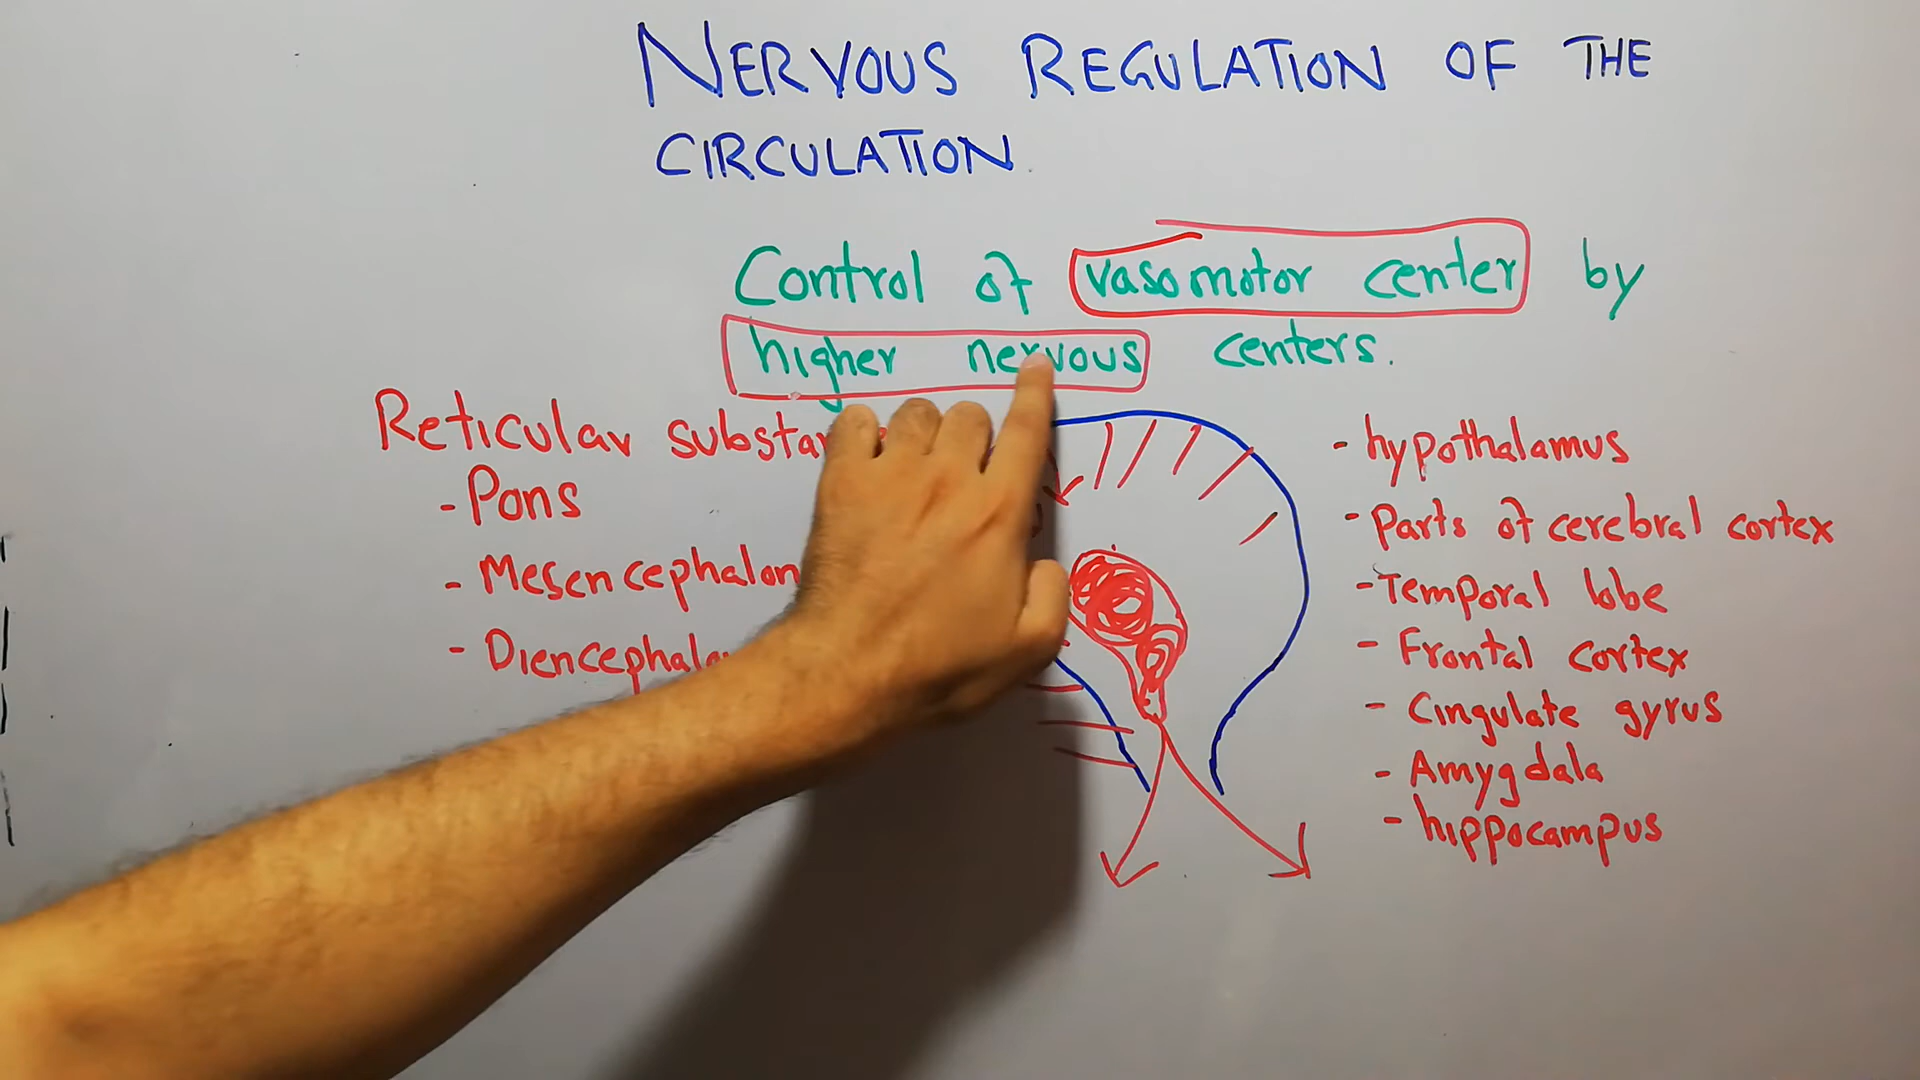 NERVOUS REGULATION OF THE
CIRCULATION
Control of vasomotor center by
higher nervous centers.
Reticular
- Pons
- Mesencephalon
- hypothalamus
- Parts of cerebral cortex
- Temporal lobe
- Frontal cortex
- Cingulate gyrus
- Amygdala
- hippocampus